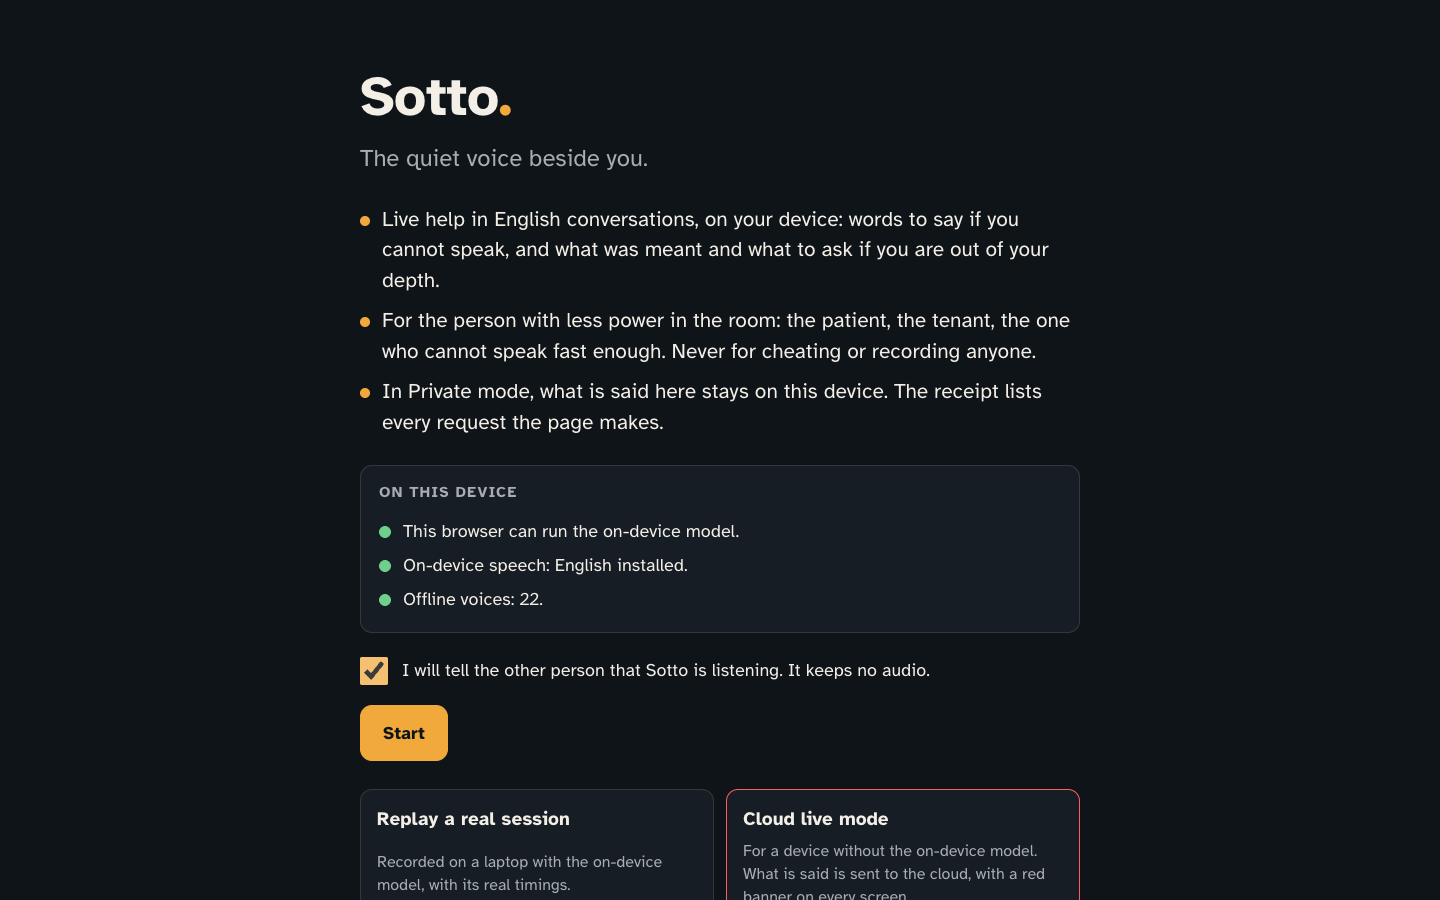 Sotto.
The quiet voice beside you.
Live help in English conversations, on your device: words to say if you
cannot speak, and what was meant and what to ask if you are out of your
depth.
For the person with less power in the room: the patient, the tenant, the one
who cannot speak fast enough. Never for cheating or recording anyone.
In Private mode, what is said here stays on this device. The receipt lists
every request the page makes.
ON THIS DEVICE
This browser can run the on-device model.
On-device speech: English installed.
Offline voices: 22.
I will tell the other person that Sotto is listening. It keeps no audio.
Start
Replay a real session
Recorded on a laptop with the on-device
model, with its real timings.
Cloud live mode
For a device without the on-device model.
What is said is sent to the cloud, with a red
banner on every screen.